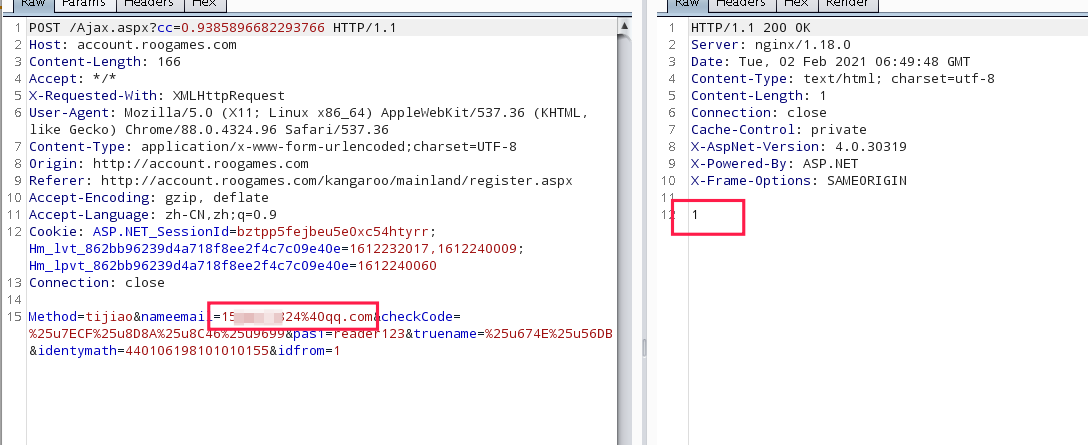 Raw Params Headers Hex
1 POST /Ajax.aspx?cc=0.9385896682293766 HTTP/1.1
2 Host: account.roogames.com
3 Content-Length: 166
4 Accept: */*
5 X-Requested-With: XMLHttpRequest
6 User-Agent: Mozilla/5.0 (X11; Linux x86_64) AppleWebKit/537.36 (KHTML,
like Gecko) Chrome/88.0.4324.96 Safari/537.36
7 Content-Type: application/x-www-form-urlencoded;charset=UTF-8
8 Origin: http://account.roogames.com
9 Referer: http://account.roogames.com/kangaroo/mainland/register.aspx
10 Accept-Encoding: gzip, deflate
11 Accept-Language: zh-CN,zh;q=0.9
12 Cookie: ASP.NET_SessionId=bztpp5fejbeu5e0xc54htyrr;
Hm_lvt_862bb96239d4a718f8ee2f4c7c09e40e=1612232017,1612240009;
Hm_lpvt_862bb96239d4a718f8ee2f4c7c09e40e=1612240060
13 Connection: close
14
15 Method=tijiao&nameemail=15 324%40qq.com&checkCode=
%25u7ECF%25u8D8A%25u8C46%25u9699&pas1=reader123&truename=%25u674E%25u56DB
&identymath=440106198101010155&idfrom=1
Raw Headers Hex Render
1 HTTP/1.1 200 OK
2 Server: nginx/1.18.0
3 Date: Tue, 02 Feb 2021 06:49:48 GMT
4 Content-Type: text/html; charset=utf-8
5 Content-Length: 1
6 Connection: close
7 Cache-Control: private
8 X-AspNet-Version: 4.0.30319
9 X-Powered-By: ASP.NET
10 X-Frame-Options: SAMEORIGIN
11
12 1